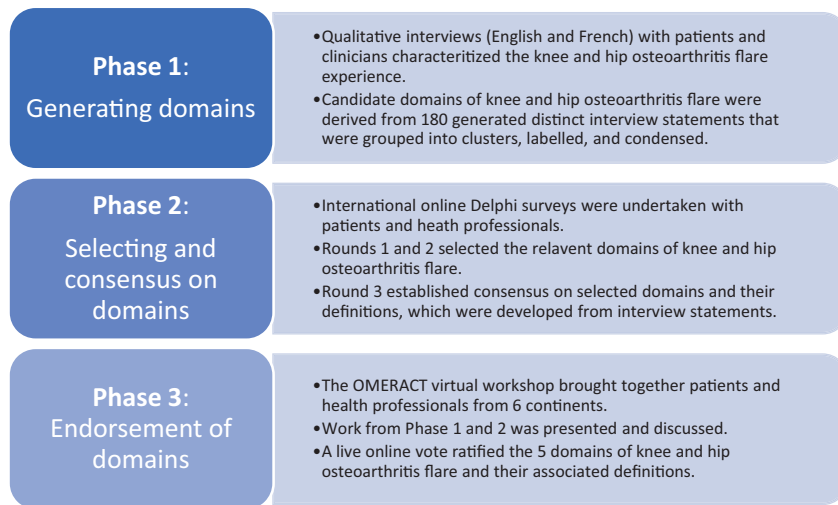 Phase 1:
Generating domains
•Qualitative interviews (English and French) with patients and
clinicians charactertized the knee and hip osteoarthritis flare
experience.
•Candidate domains of knee and hip osteoarthritis flare were
derived from 180 generated distinct interview statements that
were grouped into clusters, labelled, and condensed.
Phase 2:
Selecting and
consensus on
domains
•International online Delphi surveys were undertaken with
patients and heath professionals.
•Rounds 1 and 2 selected the relavent domains of knee and hip
osteoarthritis flare.
•Round 3 established consensus on selected domains and their
definitions, which were developed from interview statements.
Phase 3:
Endorsement of
domains
•The OMERACT virtual workshop brought together patients and
health professionals from 6 continents.
•Work from Phase 1 and 2 was presented and discussed.
•A live online vote ratified the 5 domains of knee and hip
osteoarthritis flare and their associated definitions.